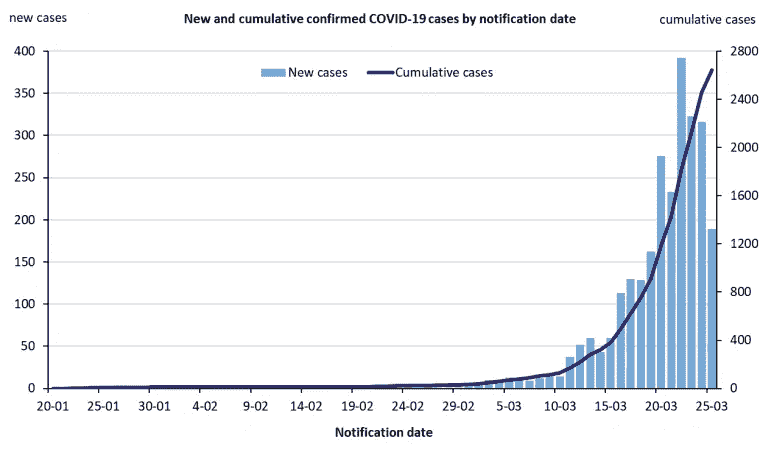 new cases
New and cumulative confirmed COVID-19 cases by notification date
cumulative cases
New cases
Cumulative cases
400
350
300
250
200
150
100
50
0
2800
2400
2000
1600
1200
800
400
0
20-01 25-01 30-01 4-02 9-02 14-02 19-02 24-02 29-02 5-03 10-03 15-03 20-03 25-03
Notification date